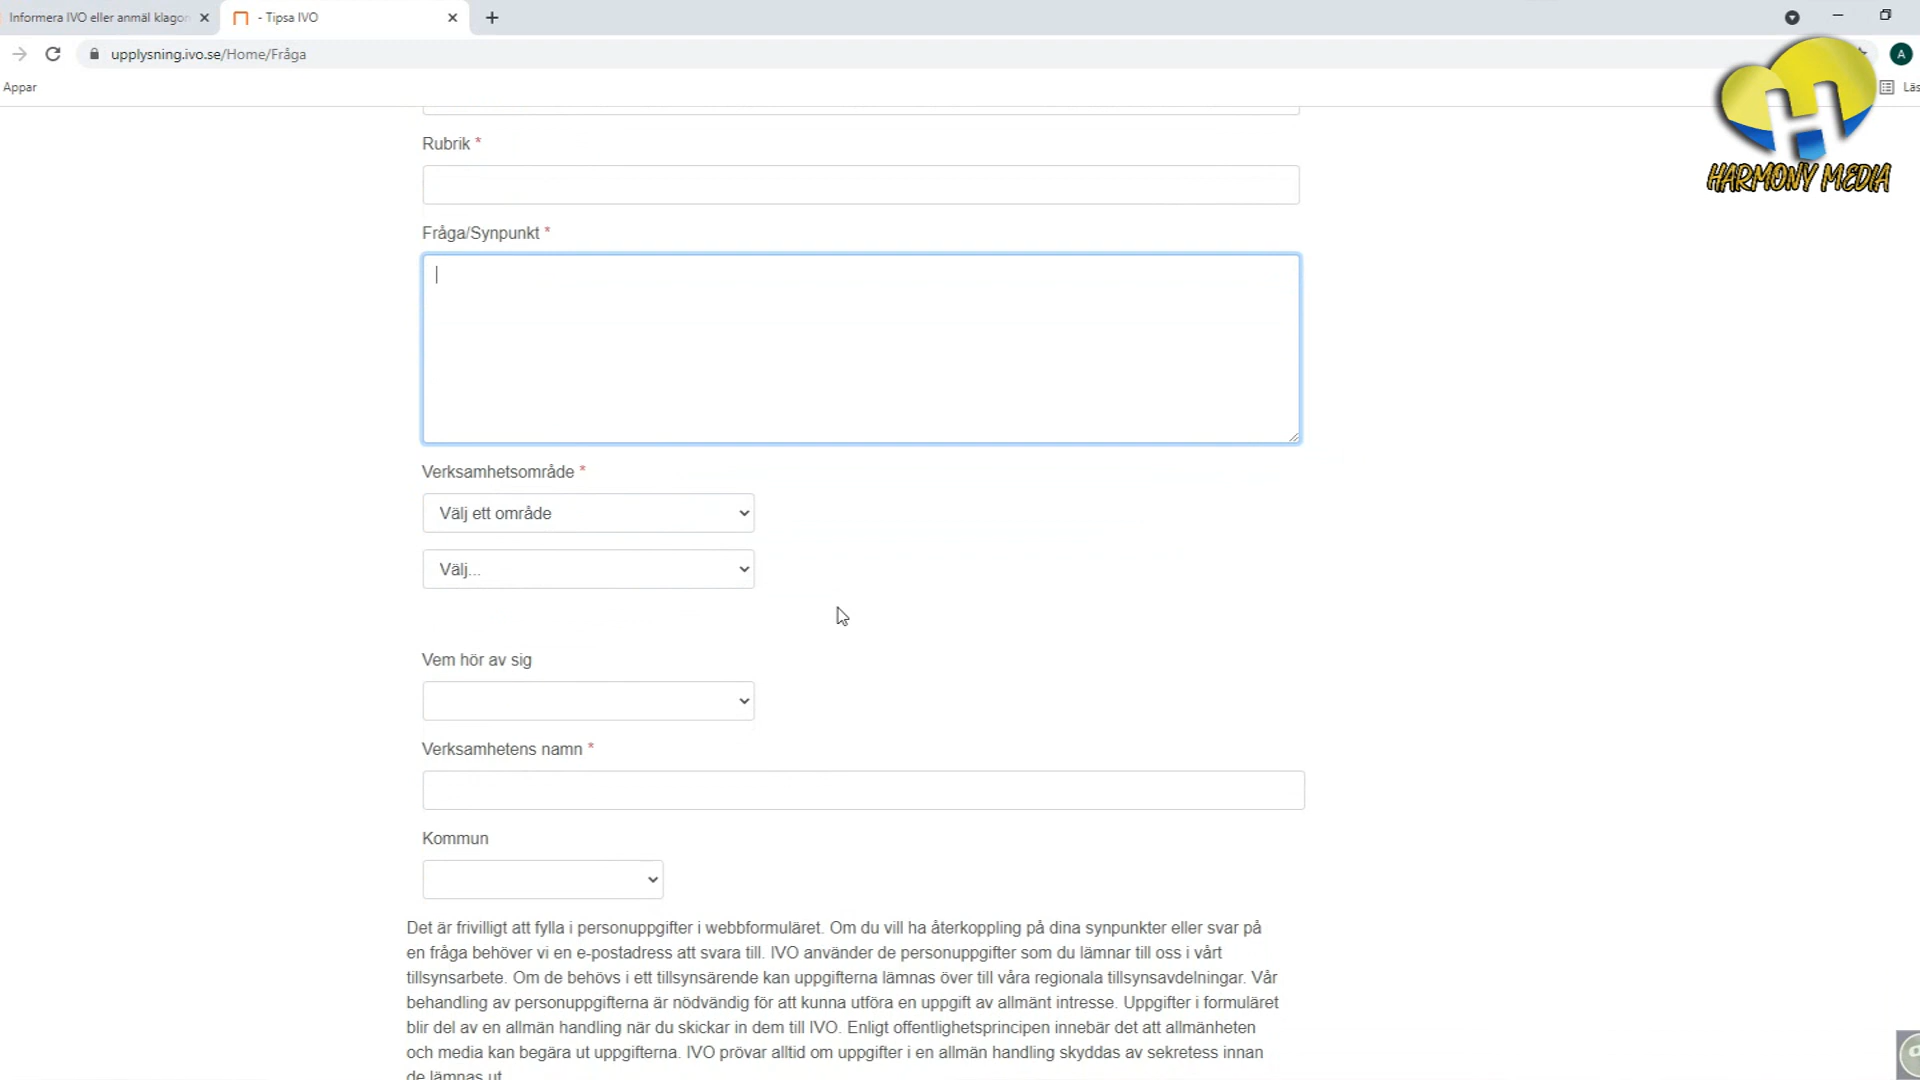 Informera IVO eller anmäl klagor
- Tipsa IVO
upplysning.ivo.se/Home/Fråga
A
Appar
Läs
HARMONY MEDIA
Rubrik *
Fråga/Synpunkt *
Verksamhetsområde *
Välj ett område
Välj...
Vem hör av sig
Verksamhetens namn *
Kommun
Det är frivilligt att fylla i personuppgifter i webbformuläret. Om du vill ha återkoppling på dina synpunkter eller svar på
en fråga behöver vi en e-postadress att svara till. IVO använder de personuppgifter som du lämnar till oss i vårt
tillsynsarbete. Om de behövs i ett tillsynsärende kan uppgifterna lämnas över till våra regionala tillsynsavdelningar. Vår
behandling av personuppgifterna är nödvändig för att kunna utföra en uppgift av allmänt intresse. Uppgifter i formuläret
blir del av en allmän handling när du skickar in dem till IVO. Enligt offentlighetsprincipen innebär det att allmänheten
och media kan begära ut uppgifterna. IVO prövar alltid om uppgifter i en allmän handling skyddas av sekretess innan
de lämnas ut.